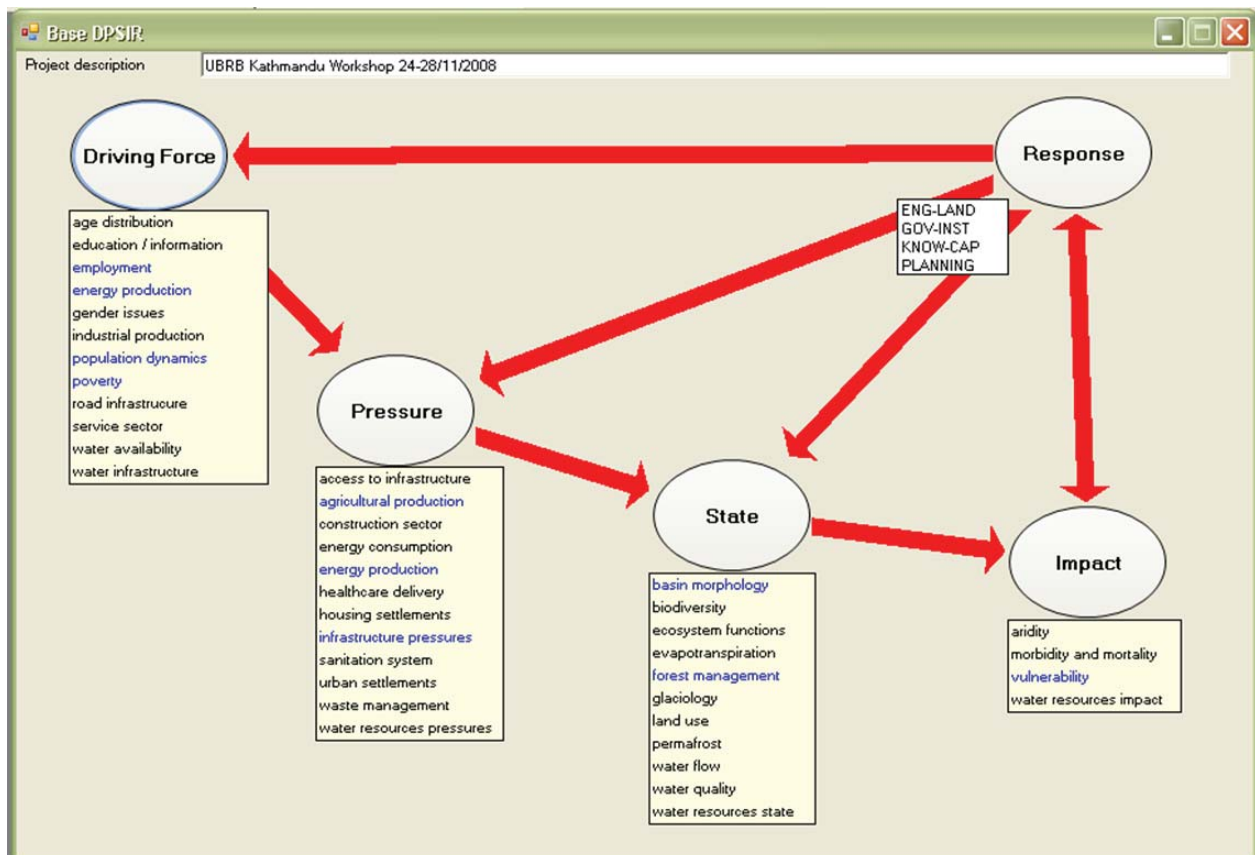 Base DPSIR
Project description
UBRB Kathmandu Workshop 24-28/11/2008
Driving Force
age distribution
education / information
employment
energy production
gender issues
industrial production
population dynamics
poverty
road infrastrucure
service sector
water availability
water infrastructure
Response
ENG-LAND
GOV-INST
KNOW-CAP
PLANNING
Pressure
access to infrastructure
agricultural production
construction sector
energy consumption
energy production
healthcare delivery
housing settlements
infrastructure pressures
sanitation system
urban settlements
waste management
water resources pressures
State
basin morphology
biodiversity
ecosystem functions
evapotranspiration
forest management
glaciology
land use
permafrost
water flow
water quality
water resources state
Impact
aridity
morbidity and mortality
vulnerability
water resources impact